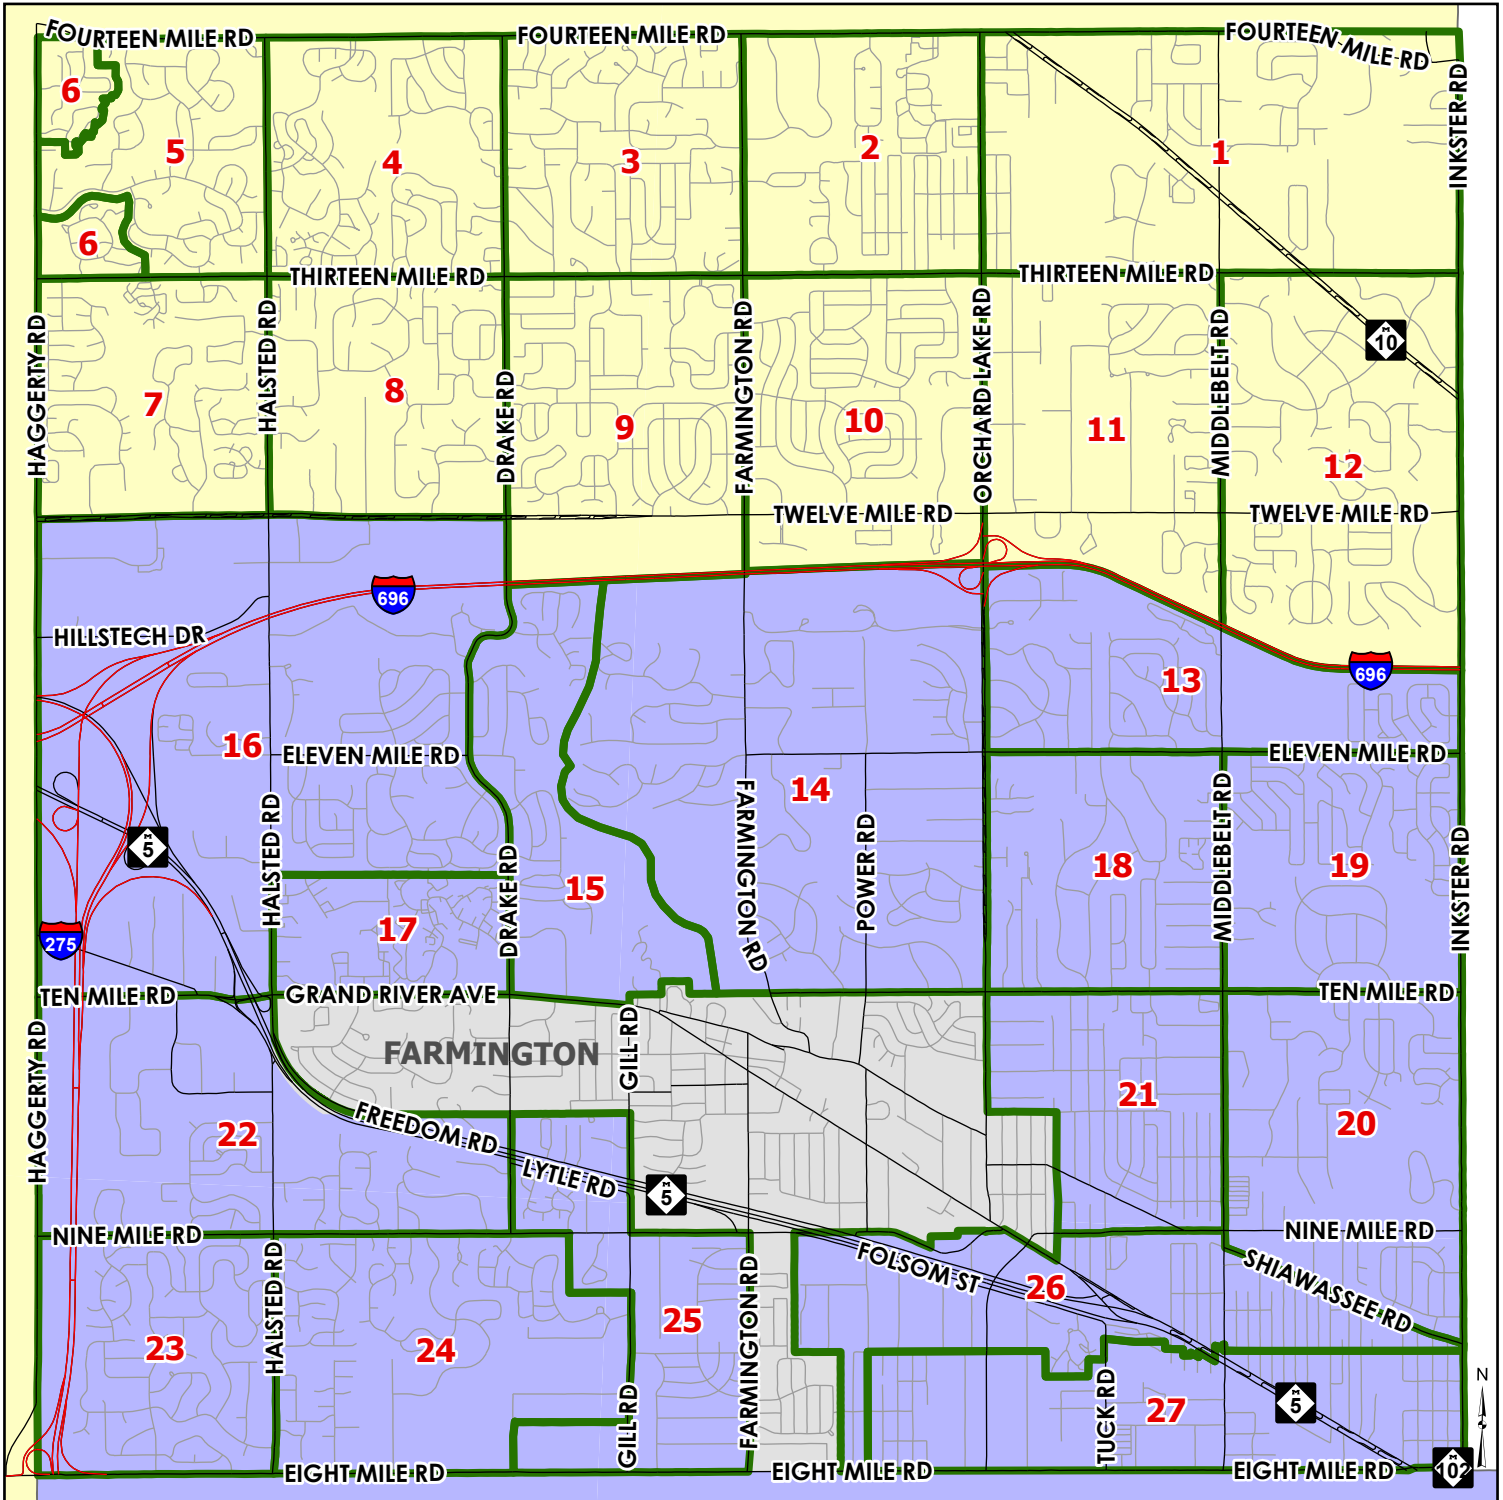 FOURTEEN MILE RD
FOURTEEN MILE RD
FOURTEEN MILE RD
6
5
4
3
2
1
INKSTER RD
6
THIRTEEN MILE RD
THIRTEEN MILE RD
HAGGERTY RD
HALSTED RD
DRAKE RD
FARMINGTON RD
ORCHARD LAKE RD
MIDDLEBELT RD
M
10
7
8
9
10
11
12
TWELVE MILE RD
TWELVE MILE RD
696
HILLSTECH DR
696
13
16
ELEVEN MILE RD
ELEVEN MILE RD
14
M
5
HALSTED RD
DRAKE RD
15
FARMINGTON RD
POWER RD
18
MIDDLEBELT RD
19
INKSTER RD
17
275
TEN MILE RD
GRAND RIVER AVE
TEN MILE RD
HAGGERTY RD
FARMINGTON
GILL RD
21
20
22
FREEDOM RD
LYTLE RD
M
5
NINE MILE RD
NINE MILE RD
HALSTED RD
FARMINGTON RD
FOLSOM ST
26
SHIAWASSEE RD
23
24
25
GILL RD
TUCK RD
27
M
5
N
EIGHT MILE RD
EIGHT MILE RD
EIGHT MILE RD
M
102